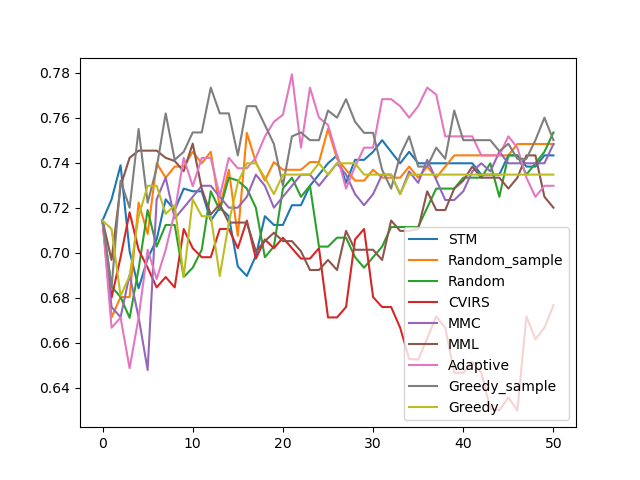 0.78
0.76
0.74
0.72
0.70
0.68
0.66
0.64
0
10
20
30
40
50
STM
Random_sample
Random
CVIRS
MMC
MML
Adaptive
Greedy_sample
Greedy